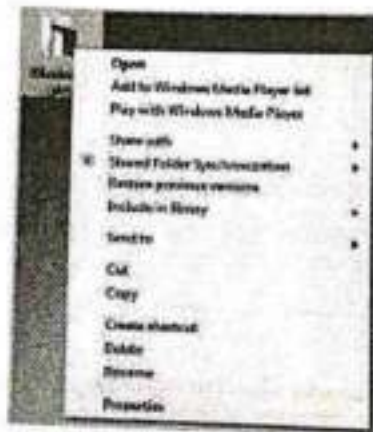 Open
Add to Windows Media Player list
Play with Windows Media Player
Share with
Shared Folder Synchronization
Restore previous versions
Include in library
Send to
Cut
Copy
Create shortcut
Delete
Rename
Properties